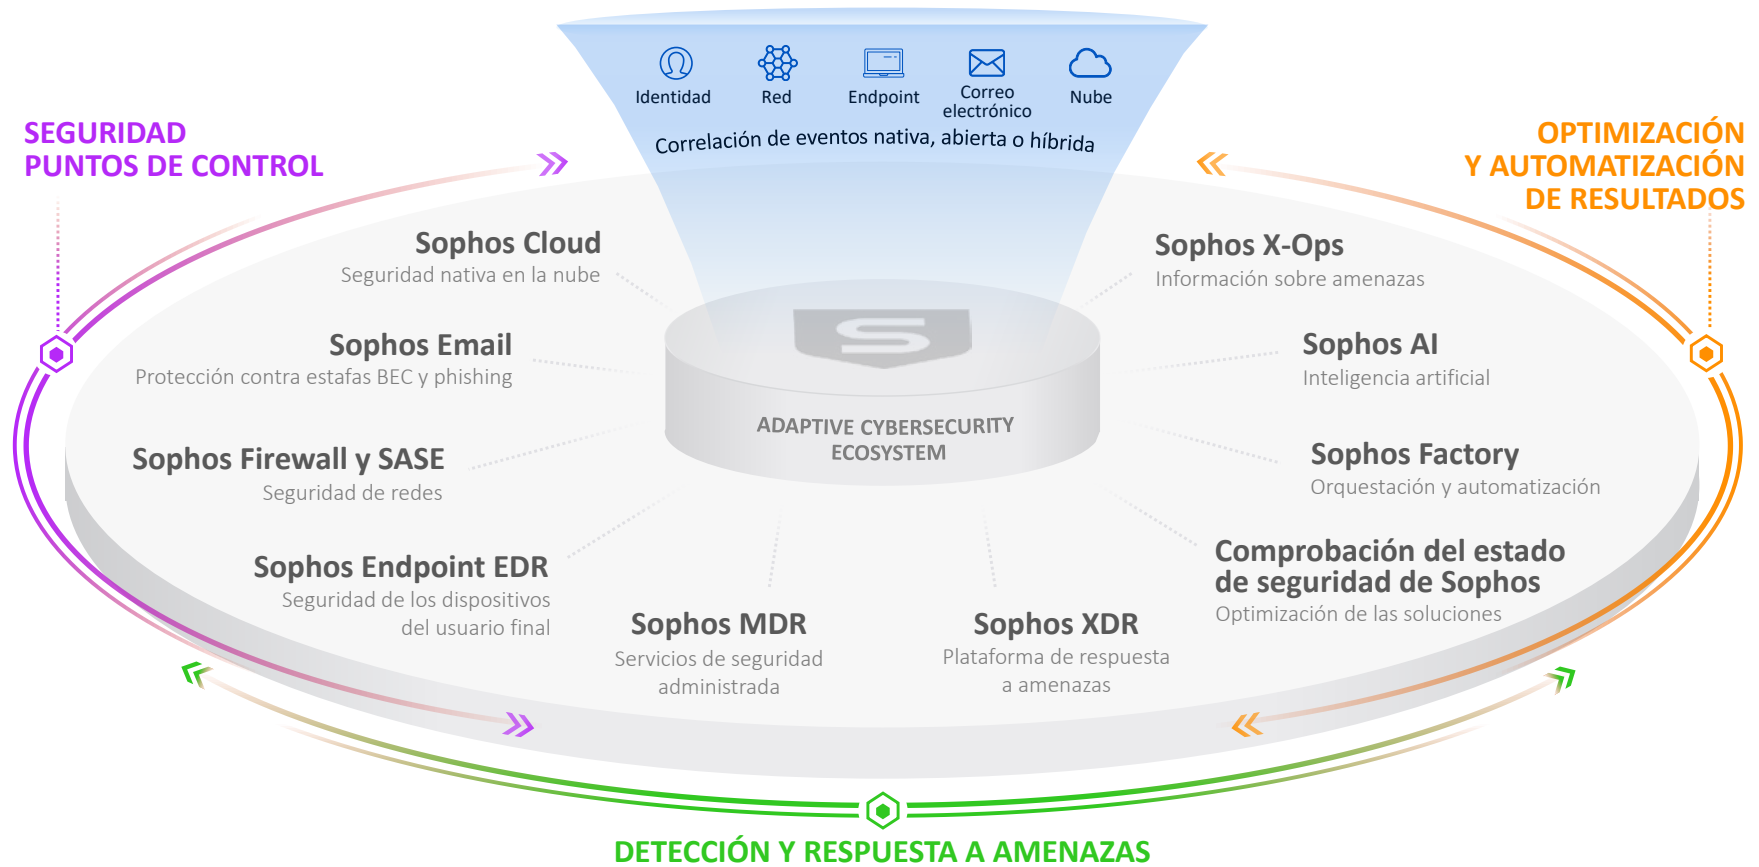 Identidad
Red
Endpoint
Correo
electrónico
Nube
Correlación de eventos nativa, abierta o híbrida
SEGURIDAD
PUNTOS DE CONTROL
OPTIMIZACIÓN
Y AUTOMATIZACIÓN
DE RESULTADOS
Sophos Cloud
Seguridad nativa en la nube
Sophos X-Ops
Información sobre amenazas
Sophos Email
Protección contra estafas BEC y phishing
Sophos AI
Inteligencia artificial
S
ADAPTIVE CYBERSECURITY
ECOSYSTEM
Sophos Firewall y SASE
Seguridad de redes
Sophos Factory
Orquestación y automatización
Sophos Endpoint EDR
Seguridad de los dispositivos
del usuario final
Comprobación del estado
de seguridad de Sophos
Optimización de las soluciones
Sophos MDR
Servicios de seguridad
administrada
Sophos XDR
Plataforma de respuesta
a amenazas
DETECCIÓN Y RESPUESTA A AMENAZAS